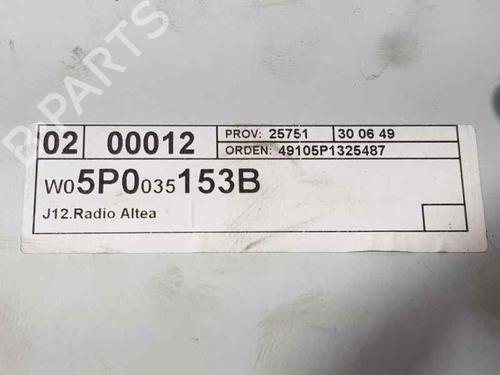 02 00012 PROV: 25751 30 06 49
ORDEN: 49105P1325487
W05P0035153B
J12.Radio Altea
B PARTS